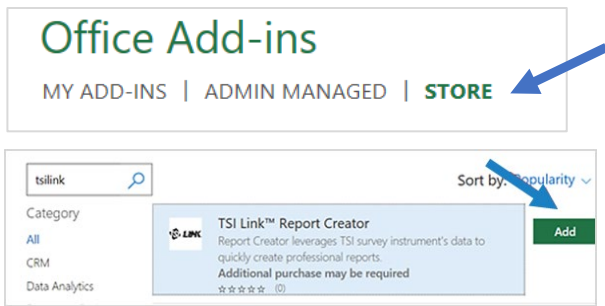 Office Add-ins
MY ADD-INS | ADMIN MANAGED | STORE
tsilink
Sort by: Popularity
Category
All
CRM
Data Analytics
LINK
TSI Link™ Report Creator
Report Creator leverages TSI survey instrument's data to
quickly create professional reports.
Additional purchase may be required
(0)
Add